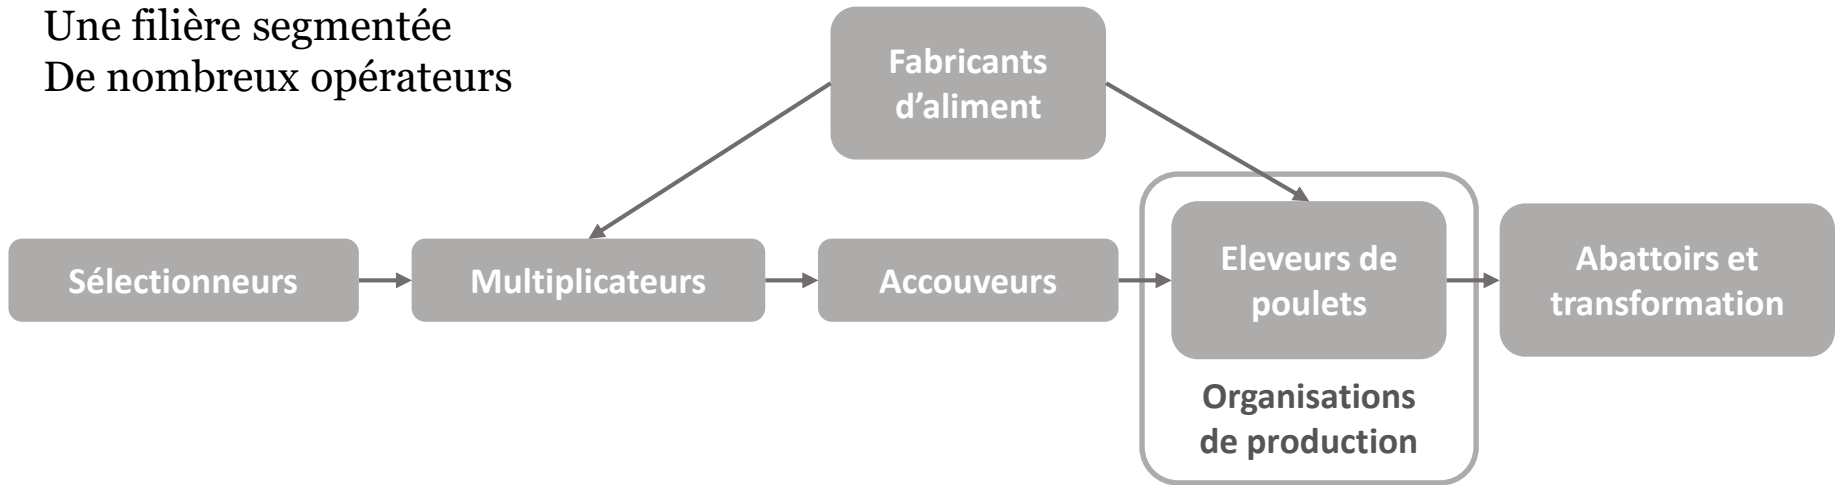 Une filière segmentée
De nombreux opérateurs
Fabricants
d’aliment
Sélectionneurs
Multiplicateurs
Accouveurs
Eleveurs de
poulets
Abattoirs et
transformation
Organisations
de production